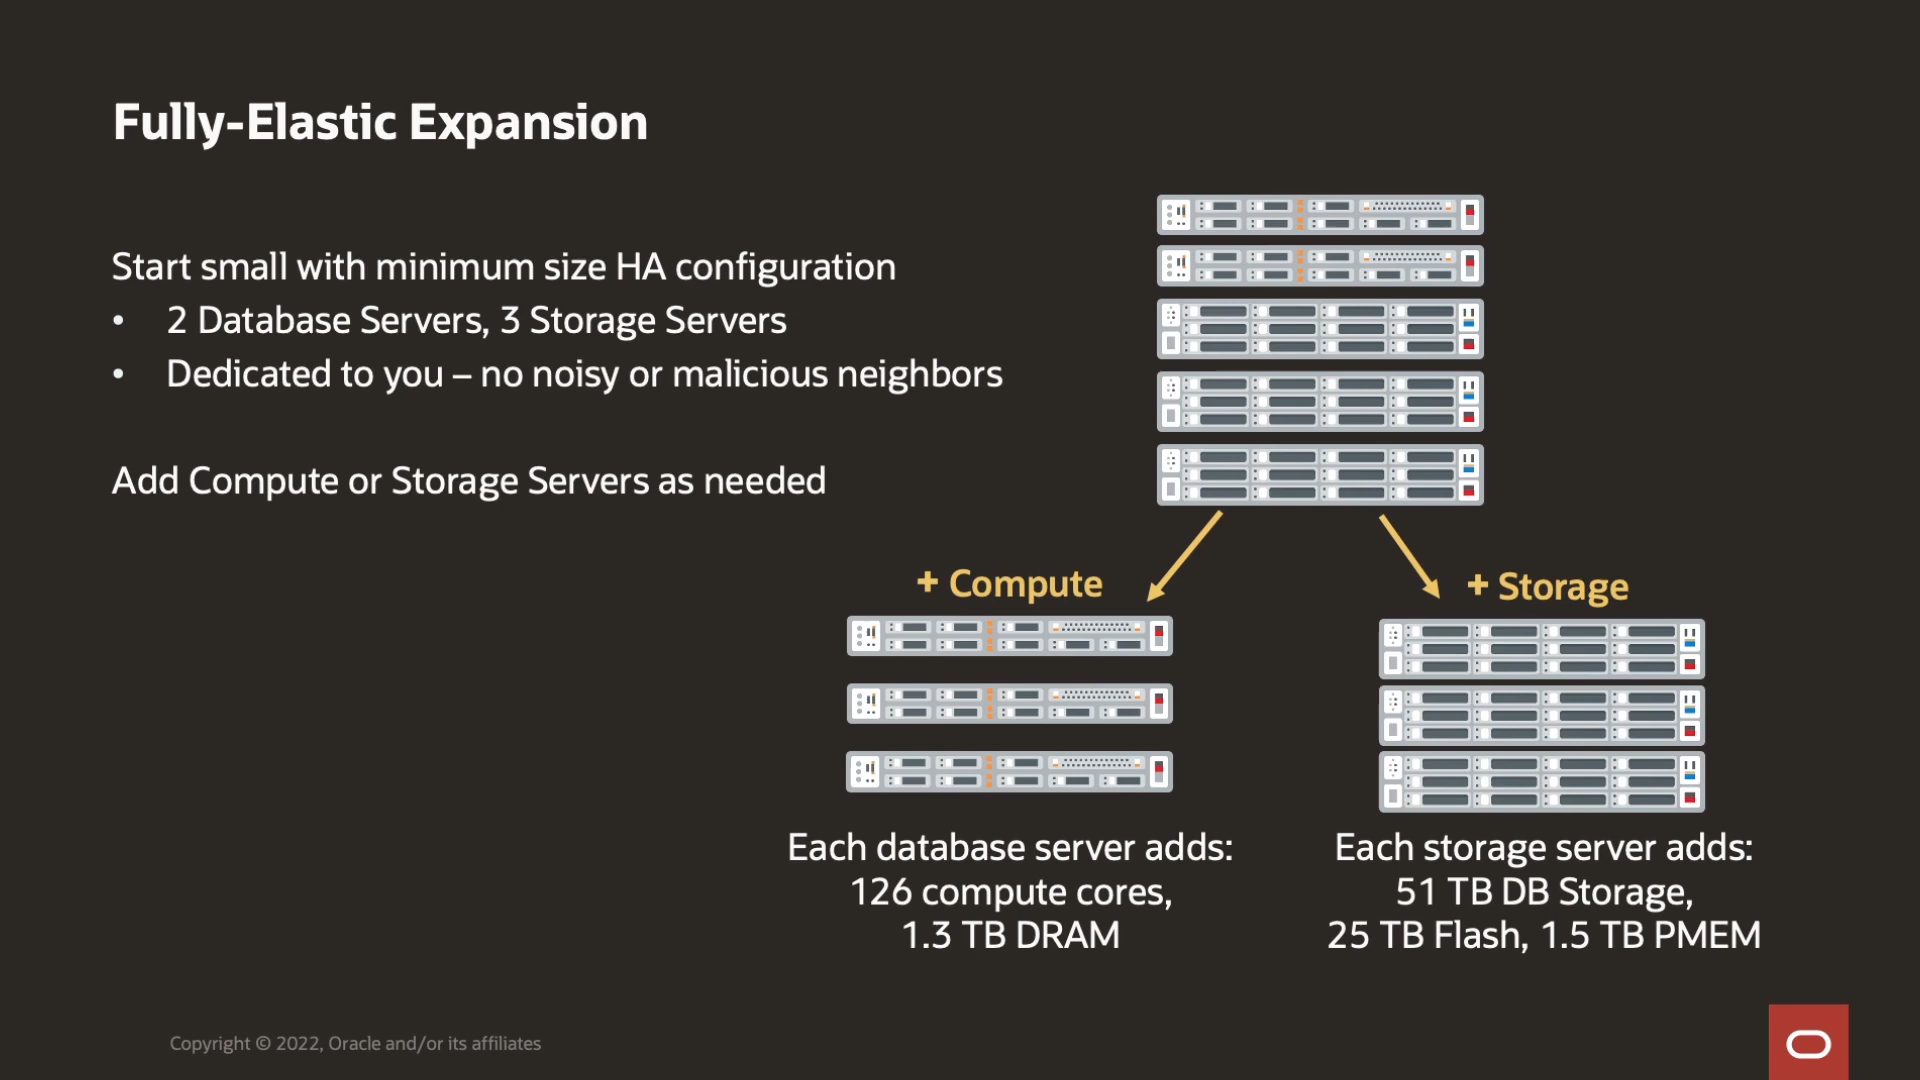 Fully-Elastic Expansion
Start small with minimum size HA configuration
• 2 Database Servers, 3 Storage Servers
• Dedicated to you – no noisy or malicious neighbors
Add Compute or Storage Servers as needed
+ Compute
+ Storage
Each database server adds:
126 compute cores,
1.3 TB DRAM
Each storage server adds:
51 TB DB Storage,
25 TB Flash, 1.5 TB PMEM
Copyright © 2022, Oracle and/or its affiliates